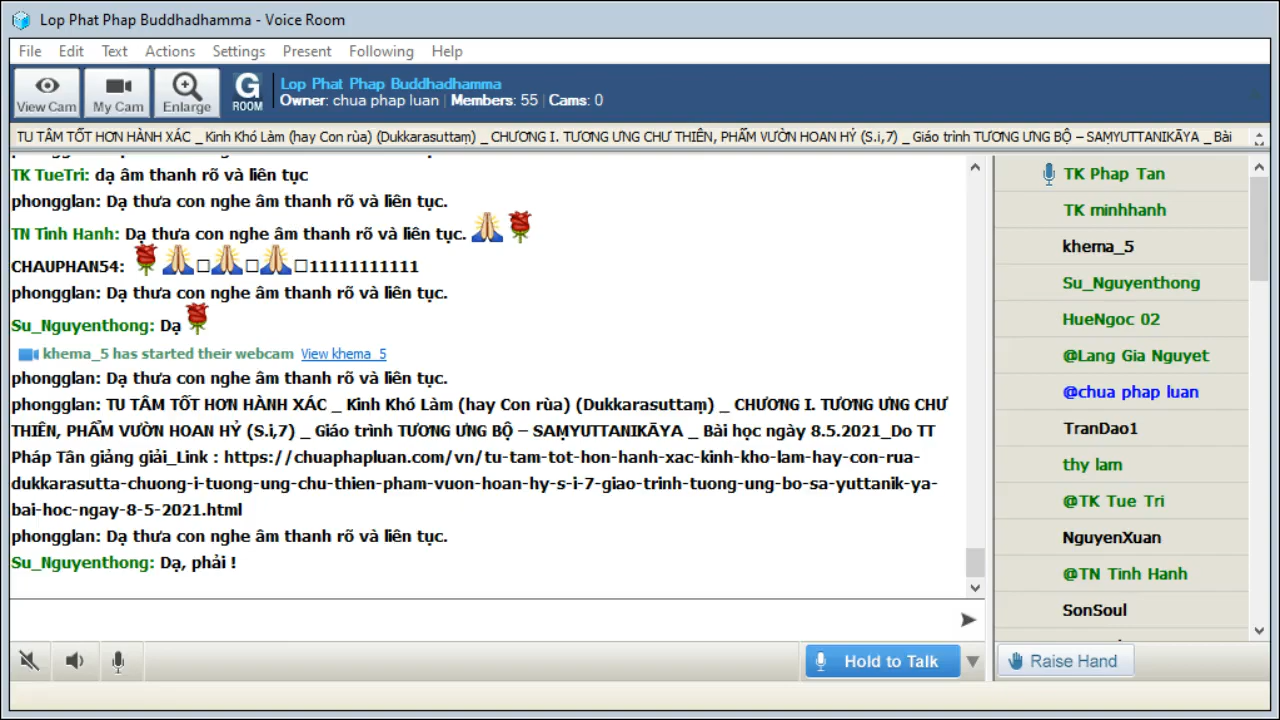 Lop Phat Phap Buddhadhamma - Voice Room
File Edit Text Actions Settings Present Following Help
View Cam My Cam Enlarge G ROOM
Lop Phat Phap Buddhadhamma
Owner: chua phap luan | Members: 55 | Cams: 0
TU TÂM TỐT HƠN HÀNH XÁC _ Kinh Khó Làm (hay Con rùa) (Dukkarasuttaṃ) _ CHƯƠNG I. TƯƠNG ƯNG CHƯ THIÊN, PHẨM VƯỜN HOAN HỶ (S.i,7) _ Giáo trình TƯƠNG ƯNG BỘ – SAṂYUTTANIKĀYA _ Bài
TK TueTri: dạ âm thanh rõ và liên tục
phongglan: Dạ thưa con nghe âm thanh rõ và liên tục.
TN Tinh Hanh: Dạ thưa con nghe âm thanh rõ và liên tục.
CHAUPHAN54: 11111111111
phongglan: Dạ thưa con nghe âm thanh rõ và liên tục.
Su_Nguyenthong: Dạ
khema_5 has started their webcam View khema_5
phongglan: Dạ thưa con nghe âm thanh rõ và liên tục.
phongglan: TU TÂM TỐT HƠN HÀNH XÁC _ Kinh Khó Làm (hay Con rùa) (Dukkarasuttaṃ) _ CHƯƠNG I. TƯƠNG ƯNG CHƯ
THIÊN, PHẨM VƯỜN HOAN HỶ (S.i,7) _ Giáo trình TƯƠNG ƯNG BỘ – SAṂYUTTANIKĀYA _ Bài học ngày 8.5.2021_Do TT
Pháp Tân giảng giải_Link : https://chuaphapluan.com/vn/tu-tam-tot-hon-hanh-xac-kinh-kho-lam-hay-con-rua-
dukkarasutta-chuong-i-tuong-ung-chu-thien-pham-vuon-hoan-hy-s-i-7-giao-trinh-tuong-ung-bo-sa-yuttanik-ya-
bai-hoc-ngay-8-5-2021.html
phongglan: Dạ thưa con nghe âm thanh rõ và liên tục.
Su_Nguyenthong: Dạ, phải !
TK Phap Tan
TK minhhanh
khema_5
Su_Nguyenthong
HueNgoc 02
@Lang Gia Nguyet
@chua phap luan
TranDao1
thy lam
@TK Tue Tri
NguyenXuan
@TN Tinh Hanh
SonSoul
Hold to Talk
Raise Hand